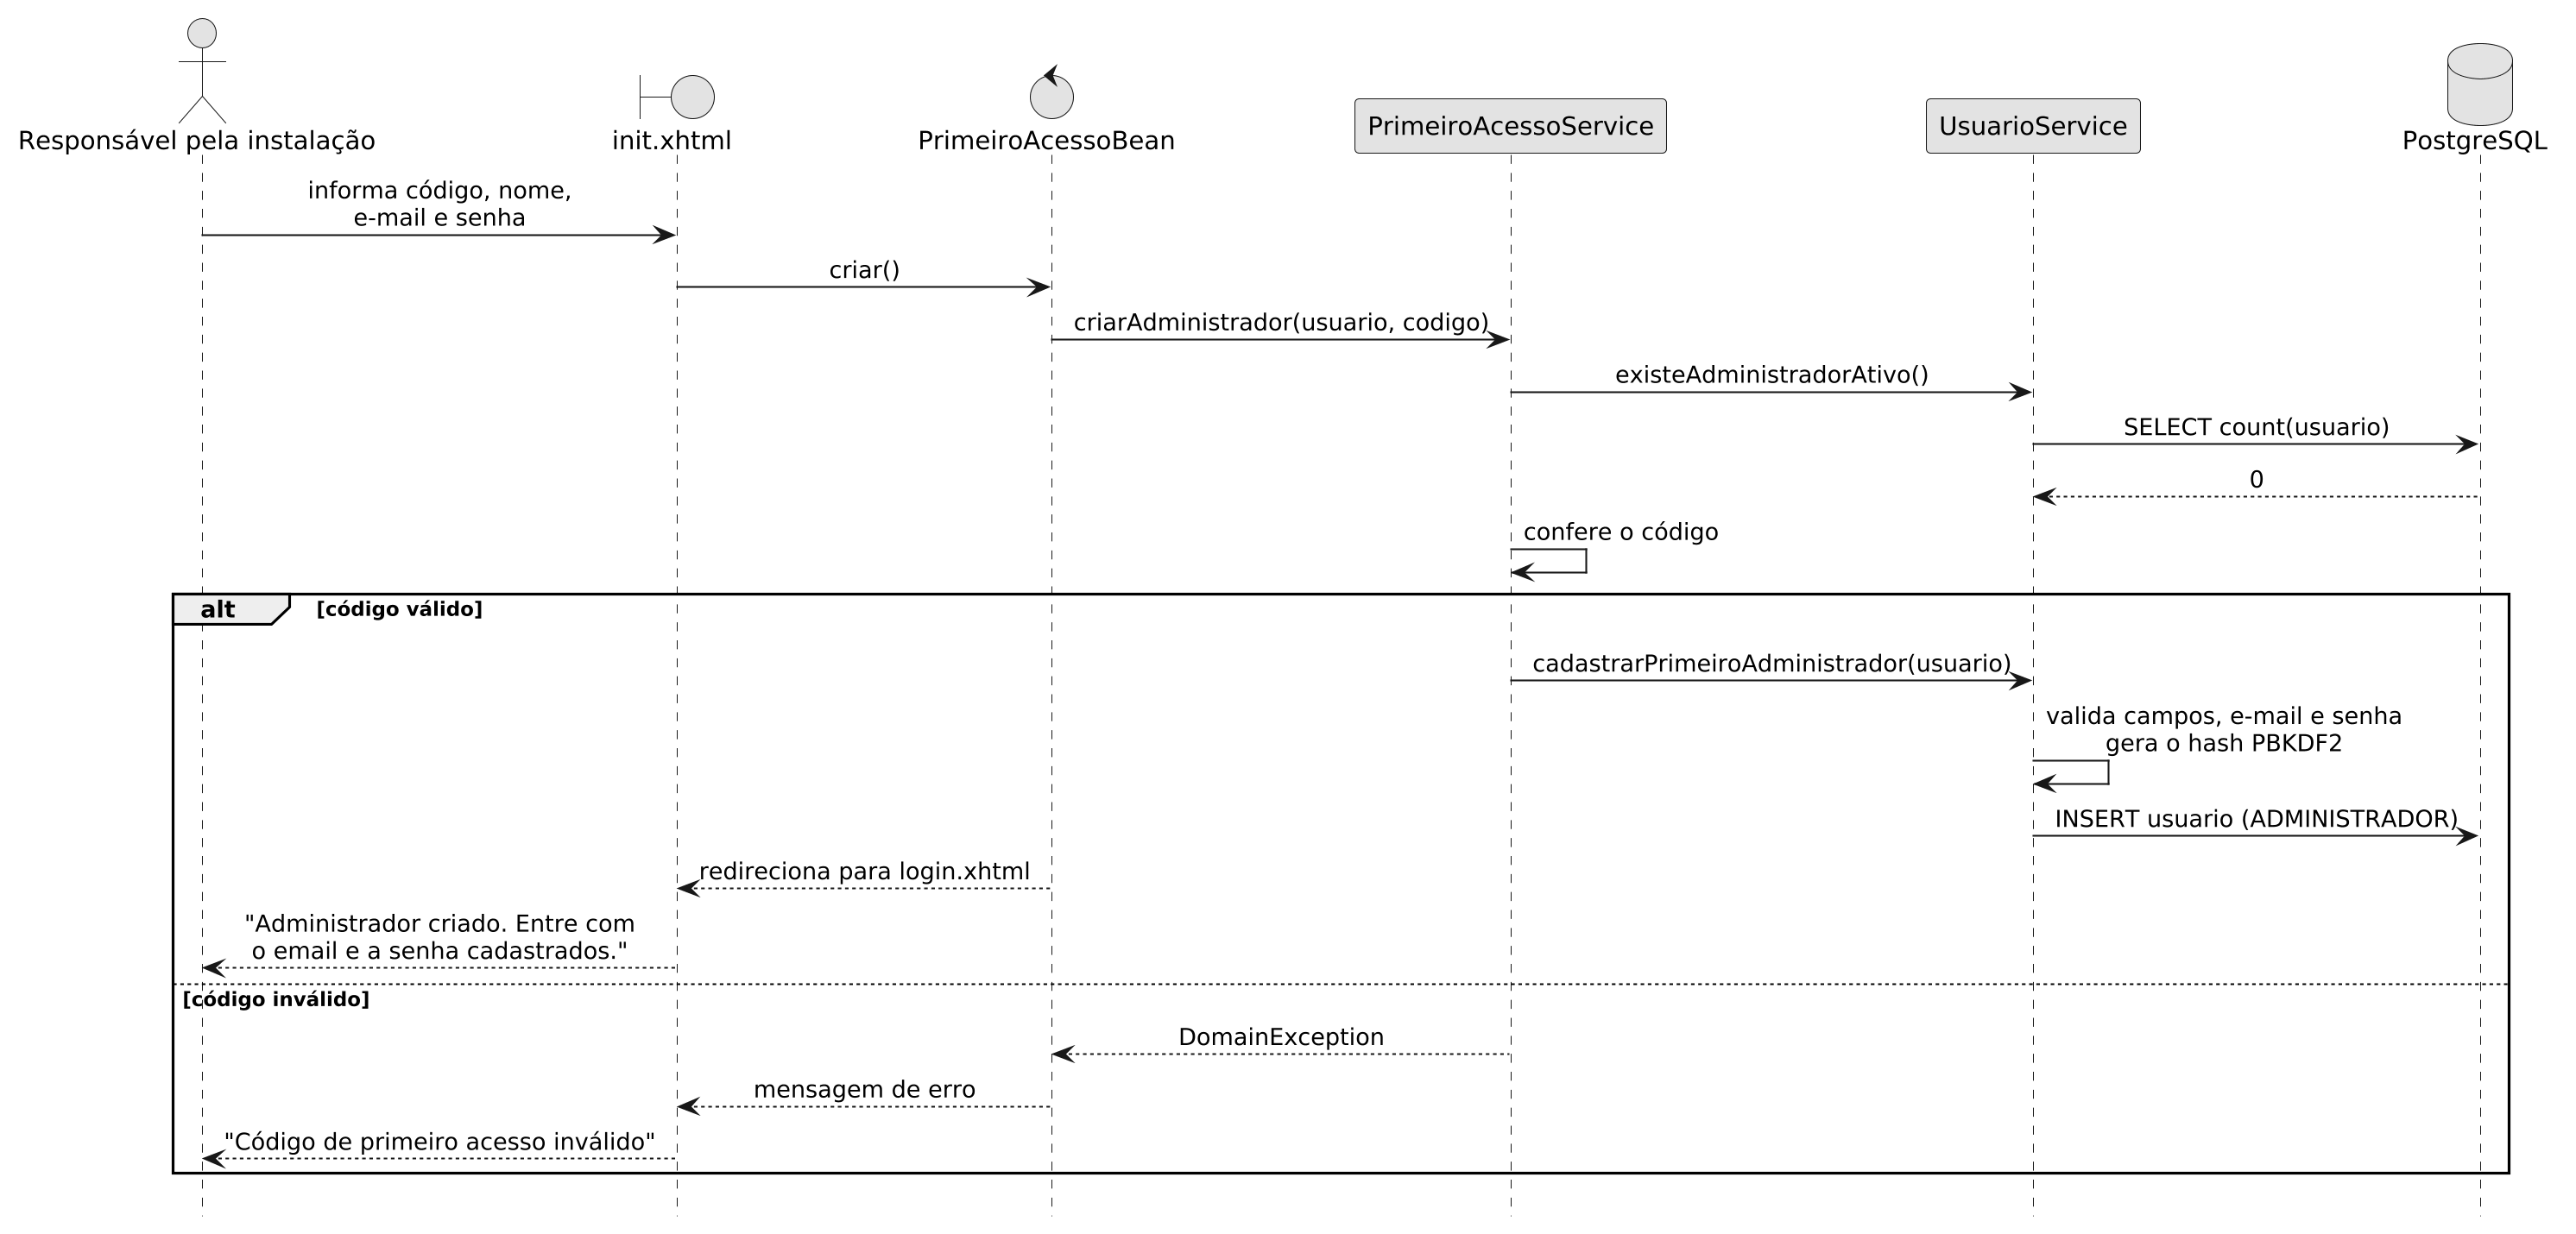 Responsável pela instalação
init.xhtml
PrimeiroAcessoBean
PrimeiroAcessoService
UsuarioService
PostgreSQL
informa código, nome,
e-mail e senha
criar()
criarAdministrador(usuario, codigo)
existeAdministradorAtivo()
SELECT count(usuario)
0
confere o código
alt
[código válido]
cadastrarPrimeiroAdministrador(usuario)
valida campos, e-mail e senha
gera o hash PBKDF2
INSERT usuario (ADMINISTRADOR)
redireciona para login.xhtml
"Administrador criado. Entre com
o email e a senha cadastrados."
[código inválido]
DomainException
mensagem de erro
"Código de primeiro acesso inválido"